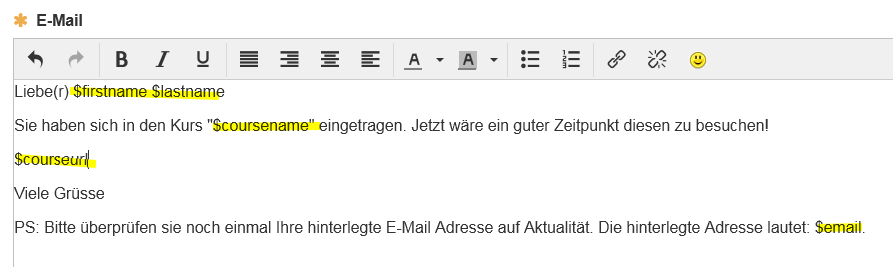 E-Mail
B I U A A
Liebe(r) $firstname $lastname
Sie haben sich in den Kurs "$coursename" eingetragen. Jetzt wäre ein guter Zeitpunkt diesen zu besuchen!
$courseurl
Viele Grüsse
PS: Bitte überprüfen sie noch einmal Ihre hinterlegte E-Mail Adresse auf Aktualität. Die hinterlegte Adresse lautet: $email.